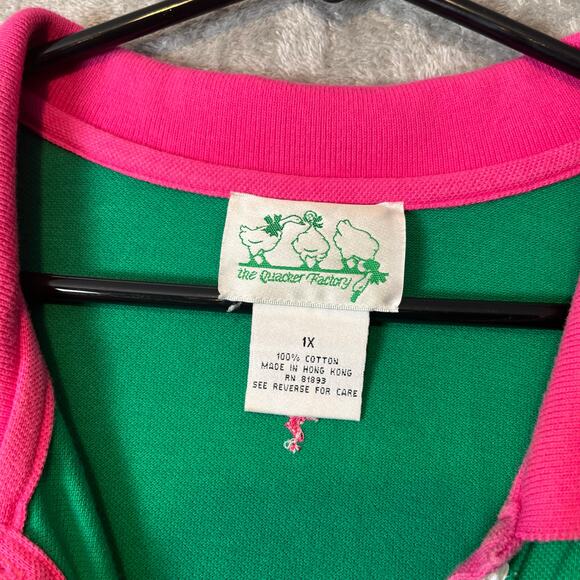 the Quacker Factory
1X
100% COTTON
MADE IN HONG KONG
RN 81893
SEE REVERSE FOR CARE